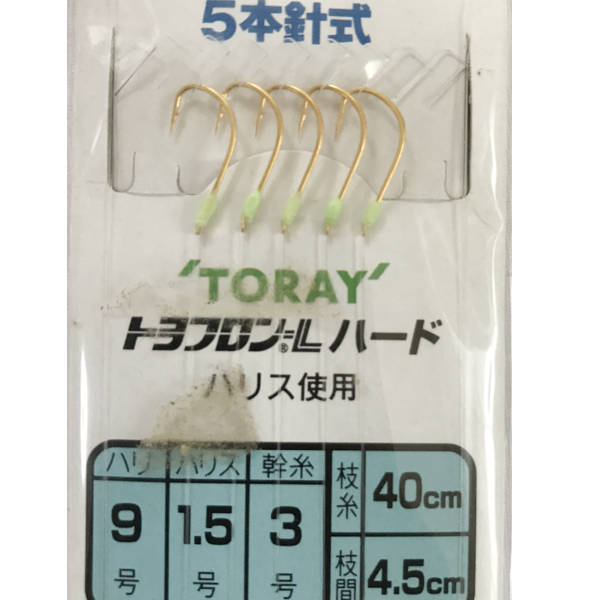 5本針式
'TORAY'
トヨフロン®-L ハード
ハリス使用
ハリ ハリス 幹糸 枝糸 40cm
9号 1.5号 3号 枝間 4.5cm